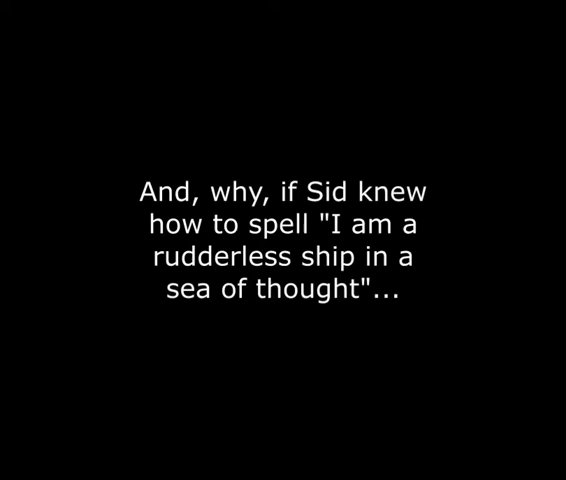 And, why, if Sid knew
how to spell "I am a
rudderless ship in a
sea of thought"...